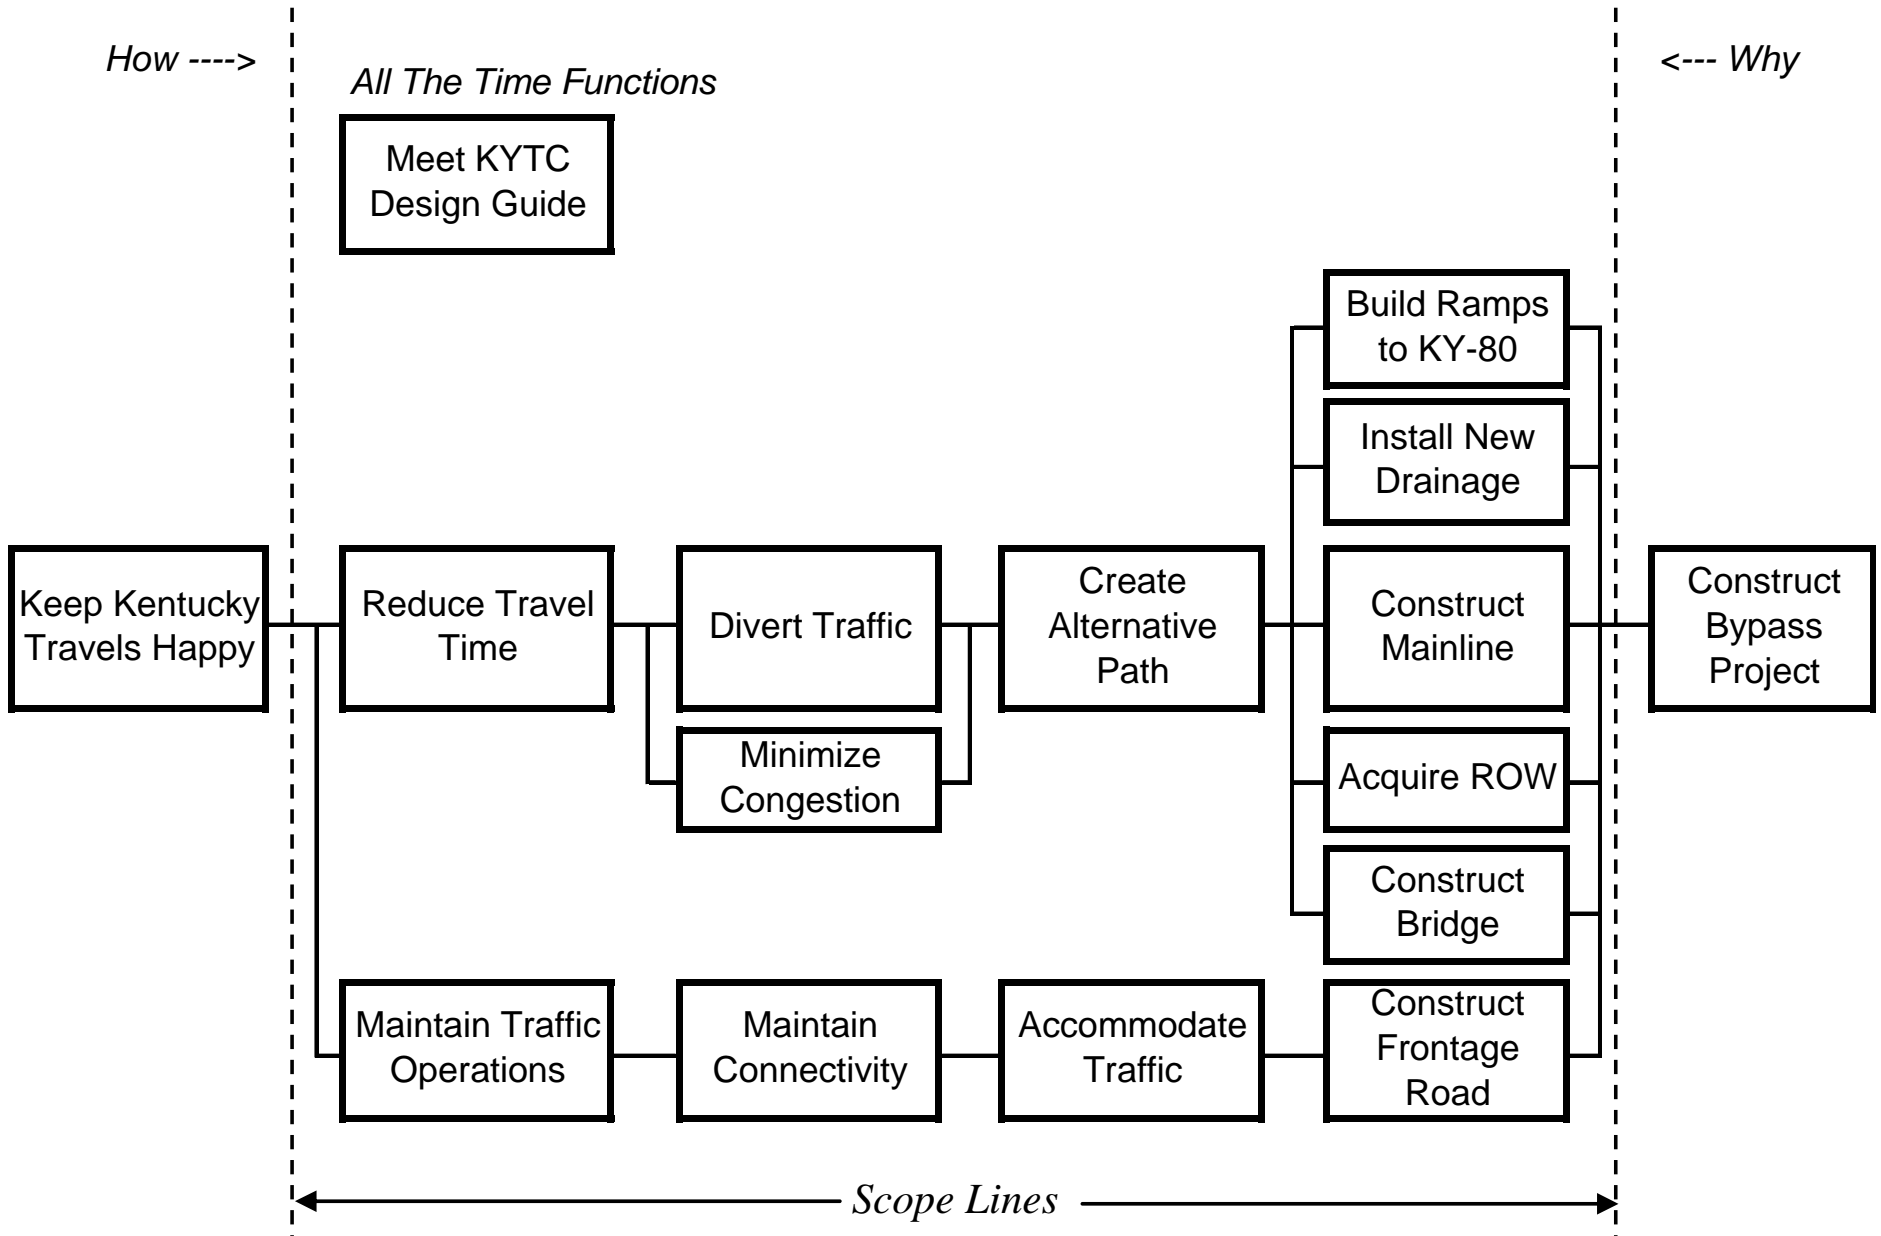 How ---->
<--- Why
All The Time Functions
Meet KYTC
Design Guide
Build Ramps
to KY-80
Install New
Drainage
Keep Kentucky
Travels Happy
Reduce Travel
Time
Divert Traffic
Create
Alternative
Path
Construct
Mainline
Construct
Bypass
Project
Minimize
Congestion
Acquire ROW
Construct
Bridge
Maintain Traffic
Operations
Maintain
Connectivity
Accommodate
Traffic
Construct
Frontage
Road
Scope Lines